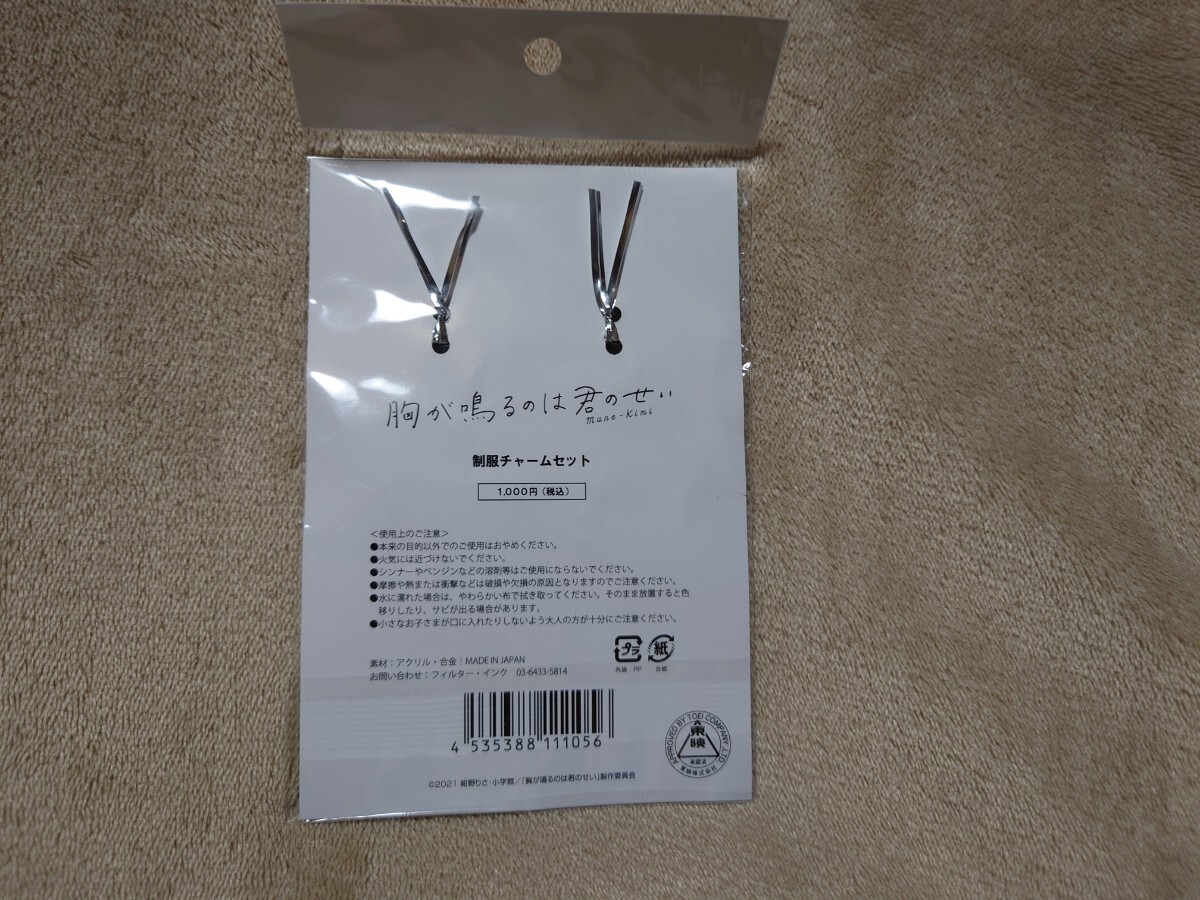 胸が鳴るのは君のせい
Mune-Kimi
制服チャームセット
1,000円（税込）
＜使用上のご注意＞
●本来の目的以外でのご使用はおやめください。
●火気には近づけないでください。
●シンナーやベンジンなどの溶剤等はご使用にならないでください。
●摩擦や熱または衝撃などは破損や欠損の原因となりますのでご注意ください。
●水に濡れた場合は、やわらかい布で拭き取ってください。そのまま放置すると色
移りしたり、サビが出る場合があります。
●小さなお子さまが口に入れたりしないよう大人の方が十分にご注意ください。
プラ 紙
外装：PP 台紙
素材：アクリル・合金｜MADE IN JAPAN
お問い合わせ：フィルター・インク 03-6433-5814
4 535388 111056
APPROVED BY TOEI COMPANY, LTD.
東映
承認済
東映株式会社
©2021 紺野りさ・小学館／「胸が鳴るのは君のせい」製作委員会